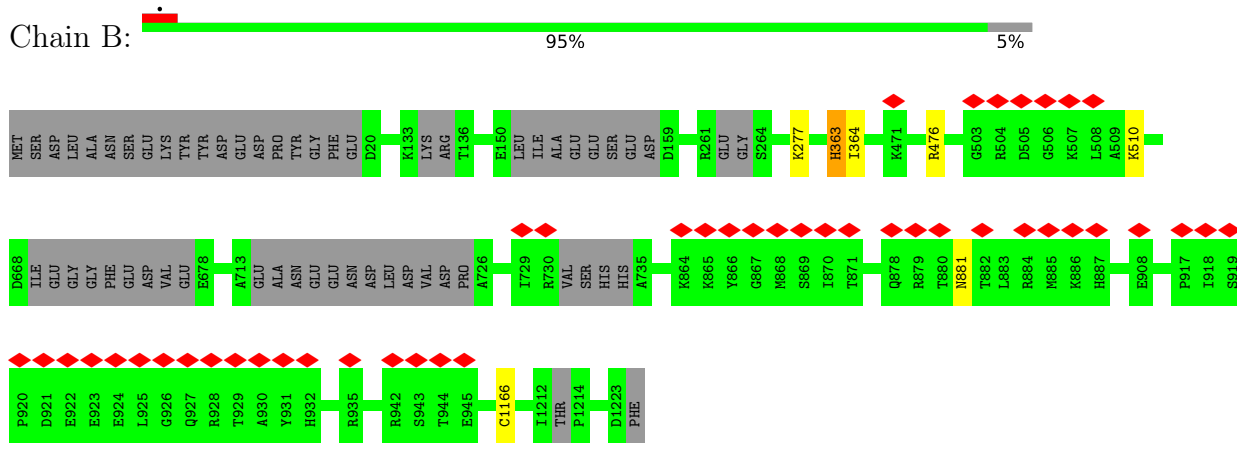 Chain B:
95% 5%
MET SER ASP LEU ALA ASN SER GLU LYS TYR TYR ASP GLU ASP PRO TYR GLY PHE GLU D20 K133 LYS ARG T136 E150 LEU ILE ALA GLU GLU SER GLU ASP D159 R261 GLU GLY S264 K277 H363 I364 K471 R476 G503 R504 D505 G506 K507 L508 A509 K510
D668 ILE GLU GLY GLY PHE GLU ASP VAL GLU E678 A713 GLU ALA ASN GLU GLU ASN ASP LEU ASP VAL ASP PRO A726 I729 R730 VAL SER HIS HIS A735 K864 K865 Y866 G867 M868 S869 I870 T871 Q878 R879 T880 N881 T882 L883 R884 M885 K886 H887 E908 P917 I918 S919
P920 D921 E922 E923 E924 L925 G926 Q927 R928 T929 A930 Y931 H932 R935 R942 S943 T944 E945 C1166 I1212 THR P1214 D1223 PHE